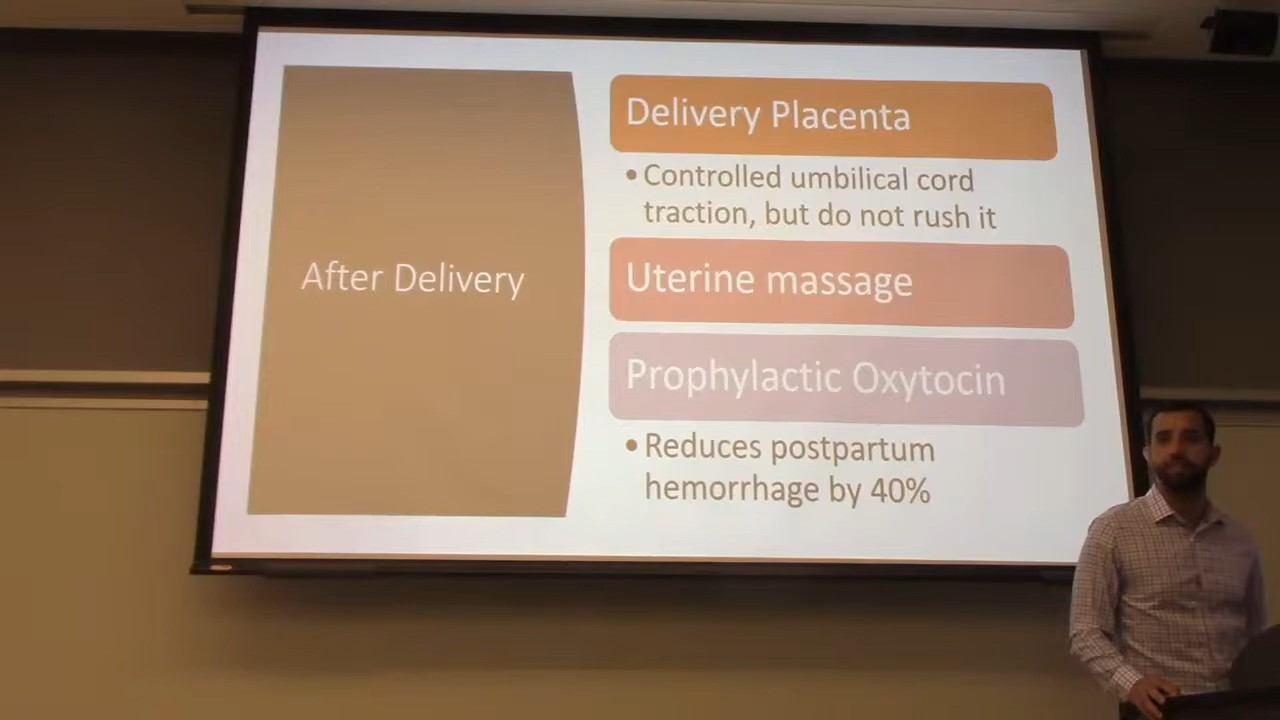 After Delivery
Delivery Placenta
• Controlled umbilical cord
traction, but do not rush it
Uterine massage
Prophylactic Oxytocin
• Reduces postpartum
hemorrhage by 40%